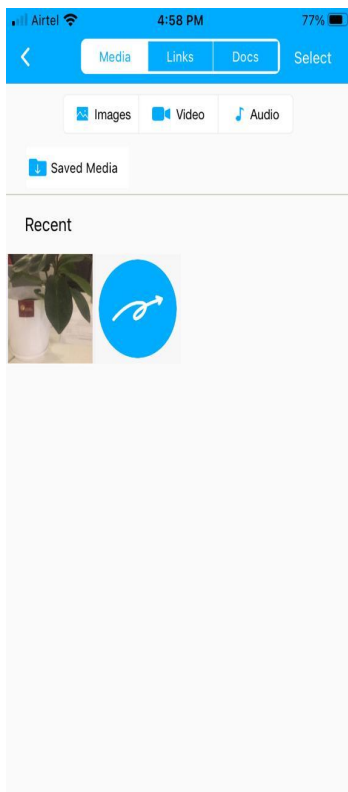 Airtel 4:58 PM 77%
Media Links Docs Select
Images Video Audio
Saved Media
Recent